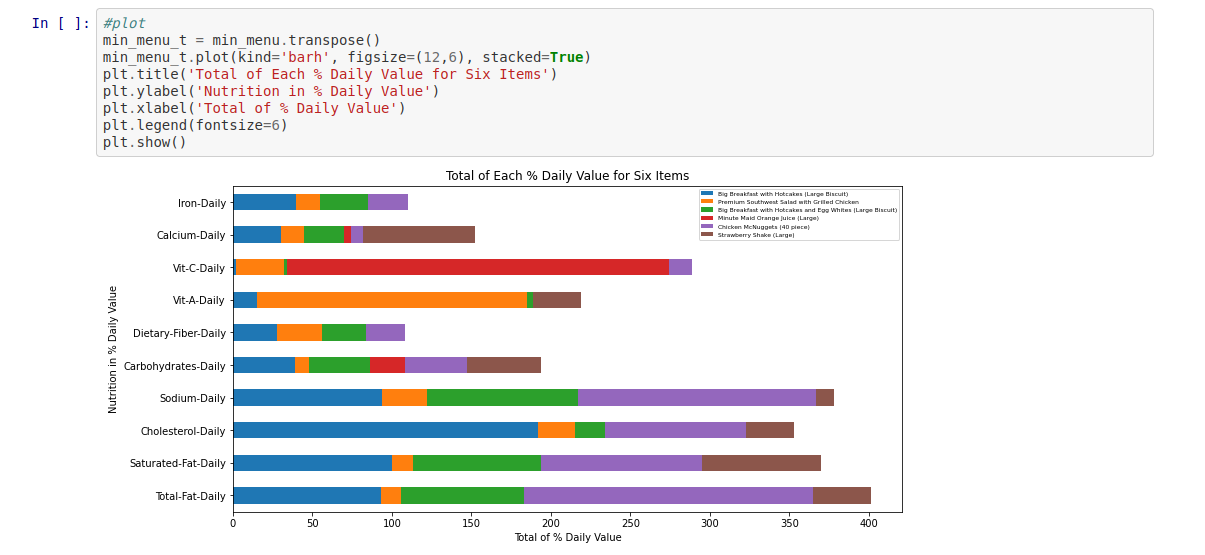 In [ ]:
#plot
min_menu_t = min_menu.transpose()
min_menu_t.plot(kind='barh', figsize=(12,6), stacked=True)
plt.title('Total of Each % Daily Value for Six Items')
plt.ylabel('Nutrition in % Daily Value')
plt.xlabel('Total of % Daily Value')
plt.legend(fontsize=6)
plt.show()
Total of Each % Daily Value for Six Items
Big Breakfast with Hotcakes (Large Biscuit)
Premium Southwest Salad with Grilled Chicken
Big Breakfast with Hotcakes and Egg Whites (Large Biscuit)
Minute Maid Orange Juice (Large)
Chicken McNuggets (40 piece)
Strawberry Shake (Large)
Nutrition in % Daily Value
Iron-Daily
Calcium-Daily
Vit-C-Daily
Vit-A-Daily
Dietary-Fiber-Daily
Carbohydrates-Daily
Sodium-Daily
Cholesterol-Daily
Saturated-Fat-Daily
Total-Fat-Daily
0 50 100 150 200 250 300 350 400
Total of % Daily Value